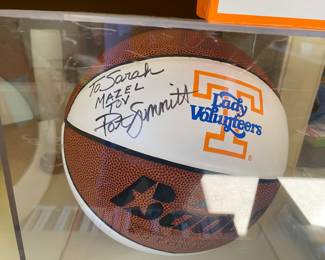 To Sarah
MAZEL
TOV
Pat Summitt
T
Lady
Volunteers